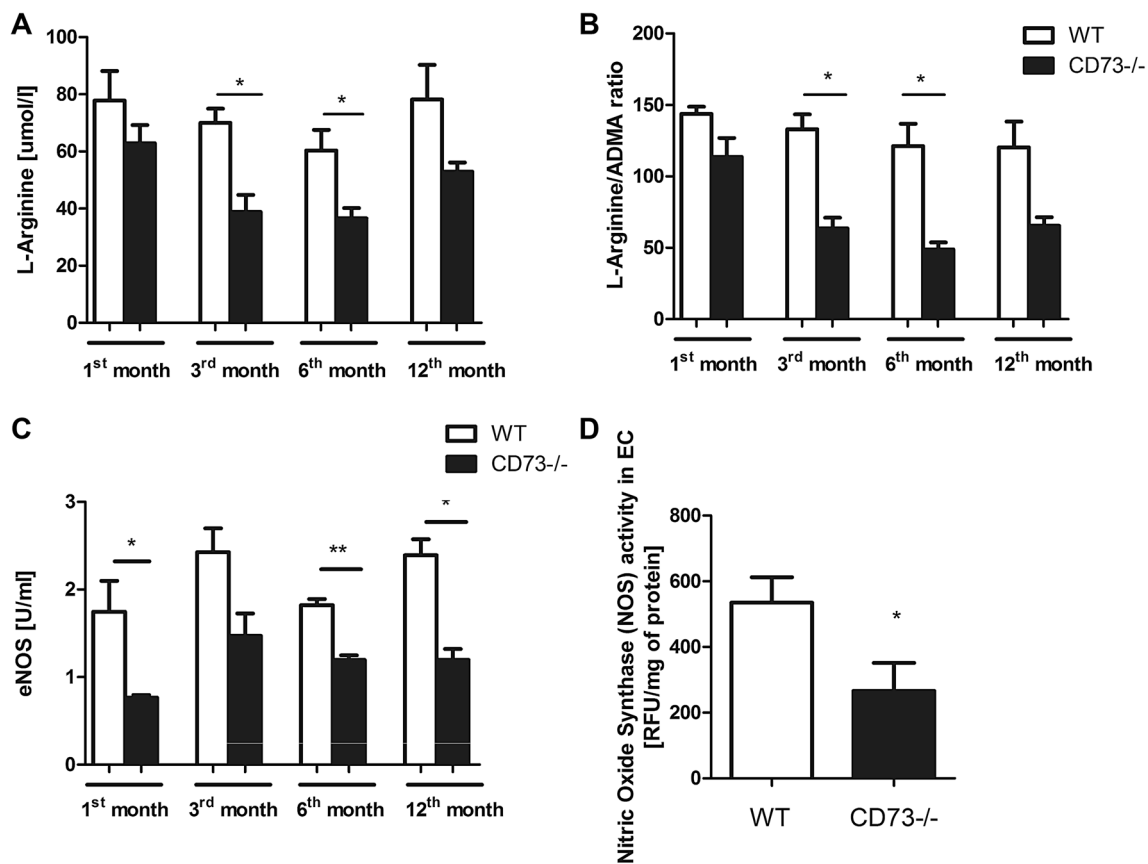 A
L-Arginine [umol/l]
100
80
60
40
20
0
*
*
1st month 3rd month 6th month 12th month
B
L-Arginine/ADMA ratio
200
150
100
50
0
WT
CD73-/-
*
*
1st month 3rd month 6th month 12th month
C
eNOS [U/ml]
WT
CD73-/-
3
2
1
0
*
**
*
1st month 3rd month 6th month 12th month
D
Nitric Oxide Synthase (NOS) activity in EC
[RFU/mg of protein]
800
600
400
200
0
*
WT CD73-/-